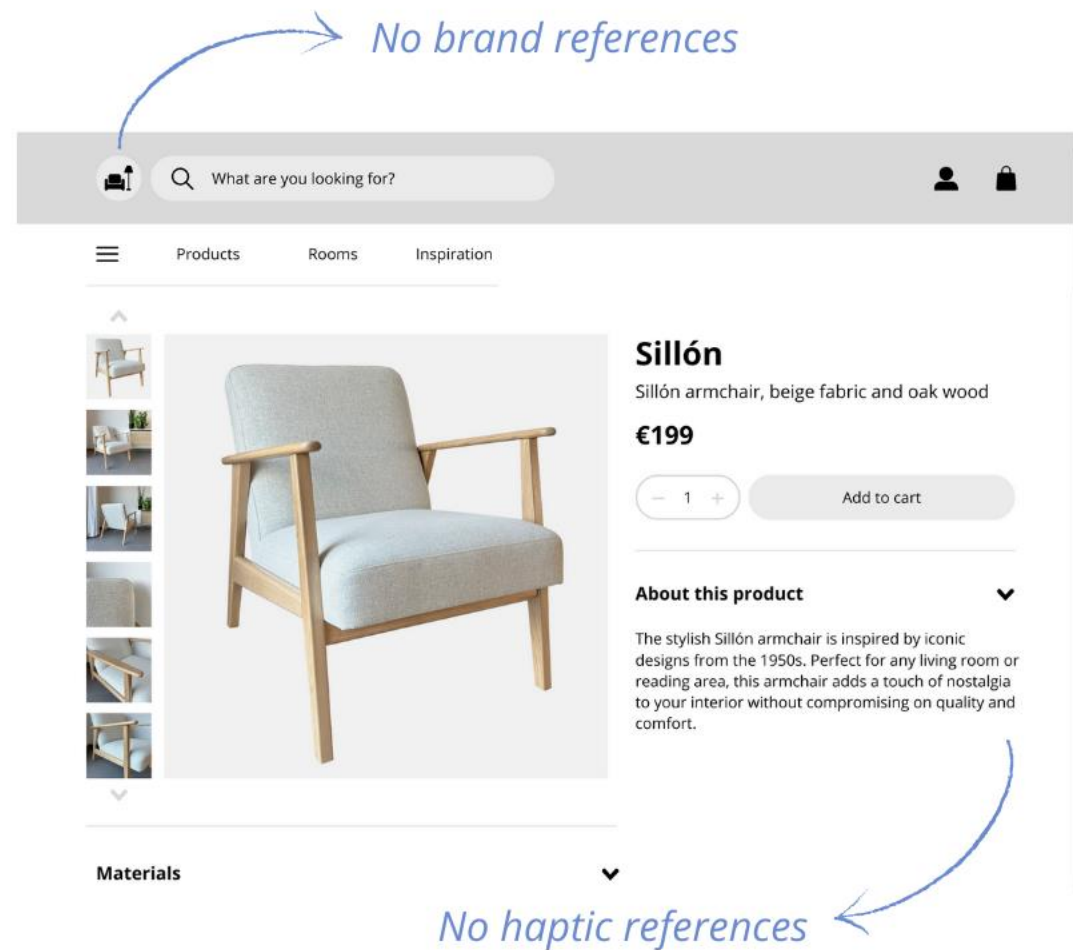 No brand references
What are you looking for?
Products Rooms Inspiration
Sillón
Sillón armchair, beige fabric and oak wood
€199
1
Add to cart
About this product
The stylish Sillón armchair is inspired by iconic
designs from the 1950s. Perfect for any living room or
reading area, this armchair adds a touch of nostalgia
to your interior without compromising on quality and
comfort.
Materials
No haptic references